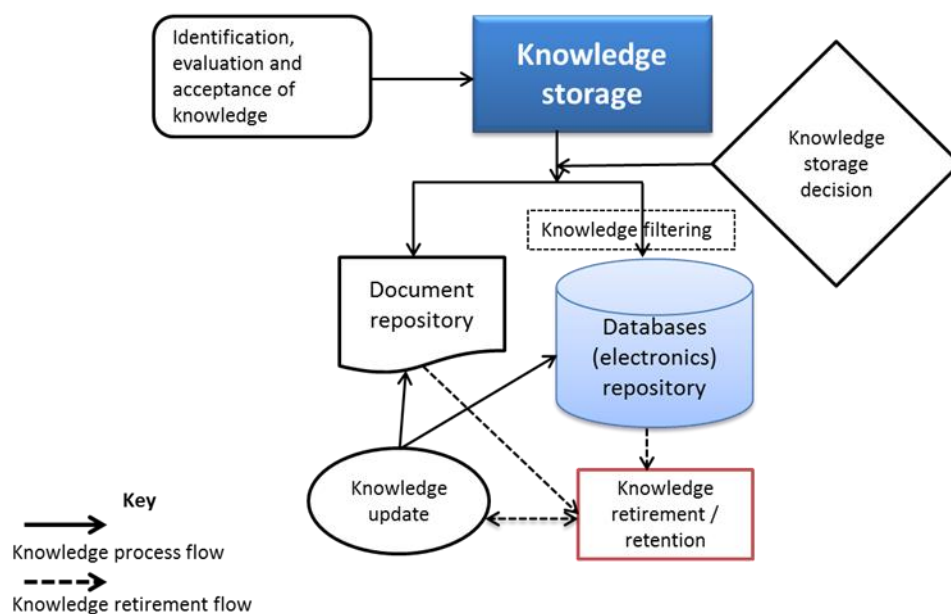 Identification,
evaluation and
acceptance of
knowledge
Knowledge
storage
Knowledge
storage
decision
Knowledge filtering
Document
repository
Databases
(electronics)
repository
Knowledge
update
Knowledge
retirement /
retention
Key
Knowledge process flow
Knowledge retirement flow